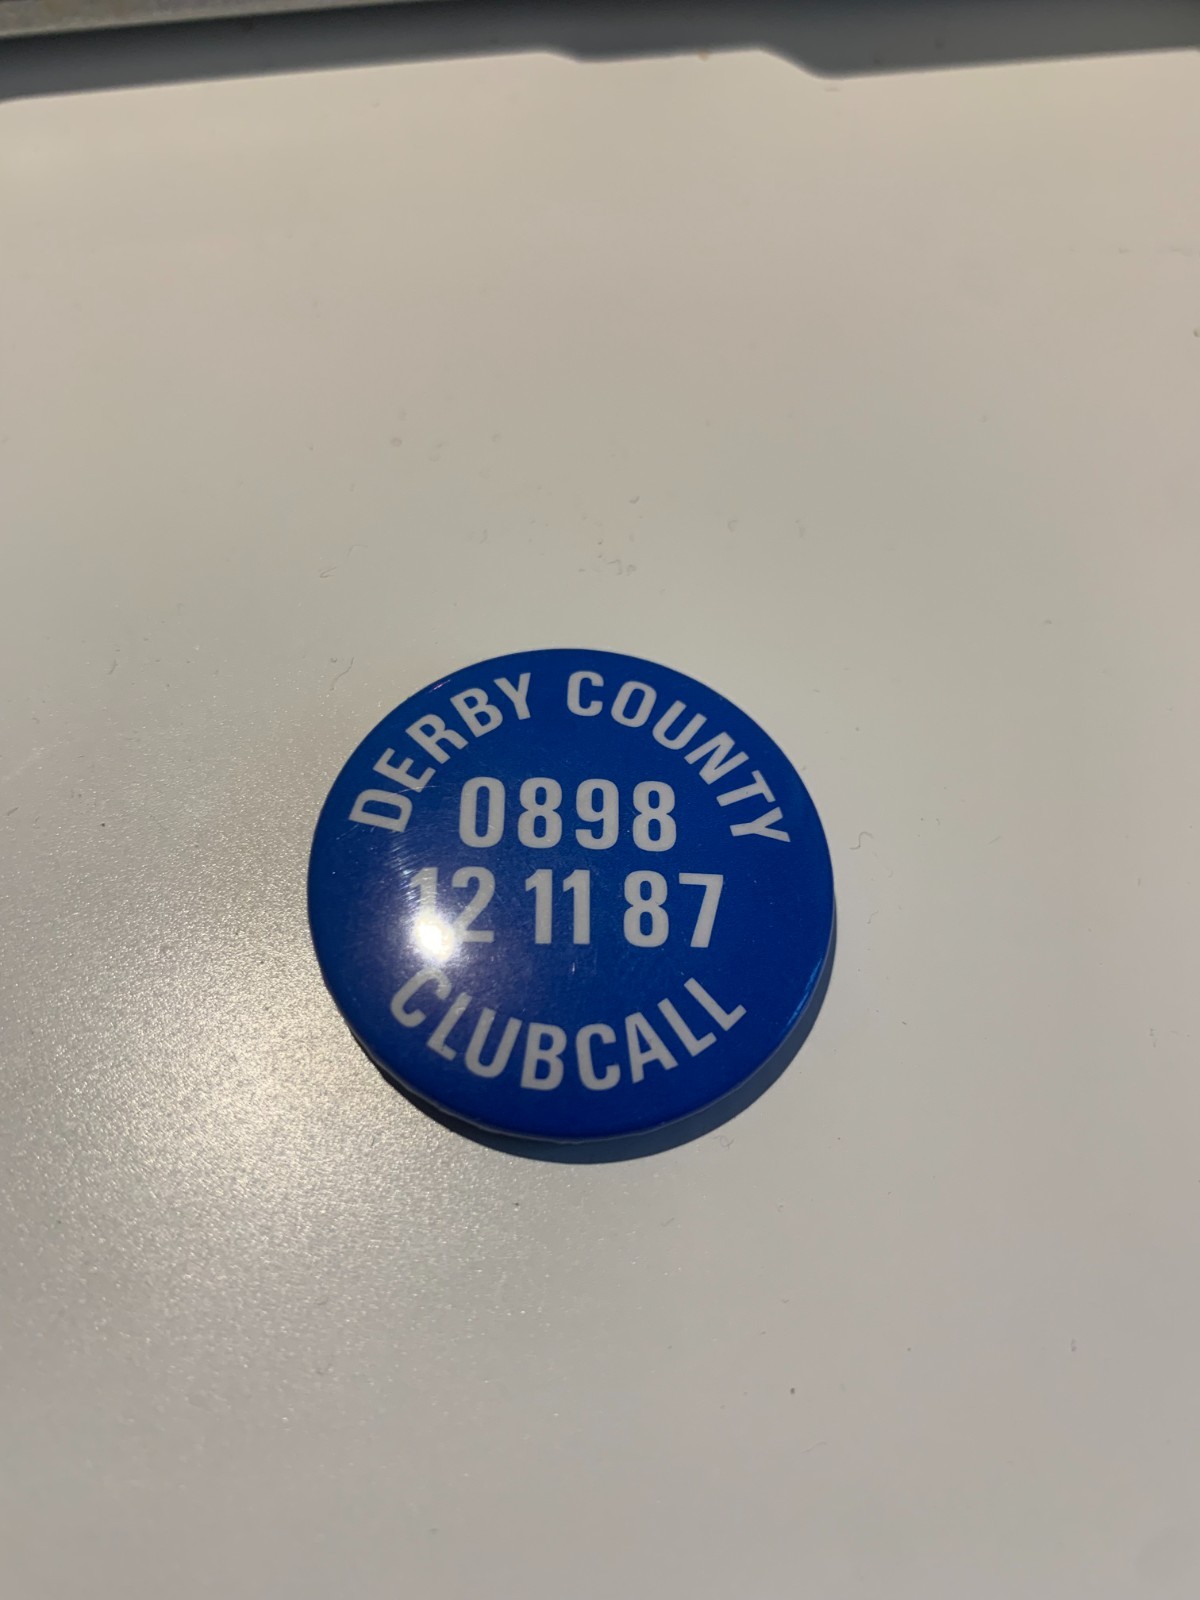 DERBY COUNTY
0898
12 11 87
CLUBCALL